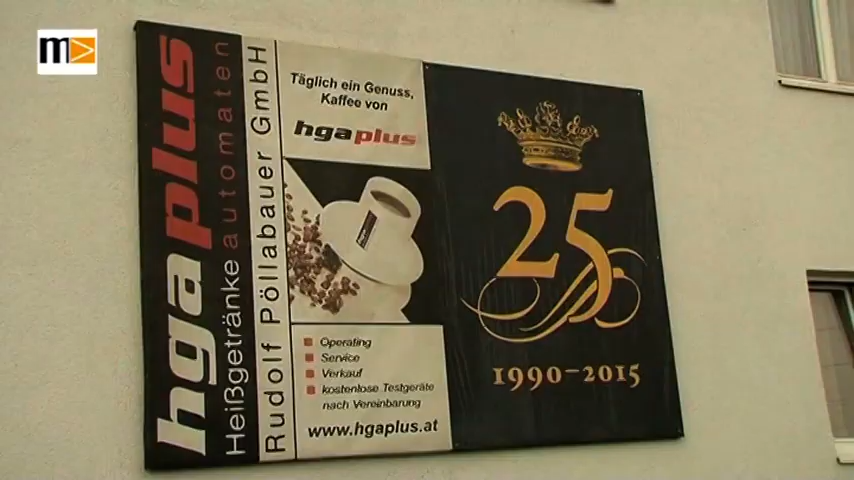 m
hgaplus
Heißgetränkeautomaten
Rudolf Pöllabauer GmbH
Täglich ein Genuss,
Kaffee von
hgaplus
Operating
Service
Verkauf
kostenlose Testgeräte
nach Vereinbarung
www.hgaplus.at
25
1990-2015